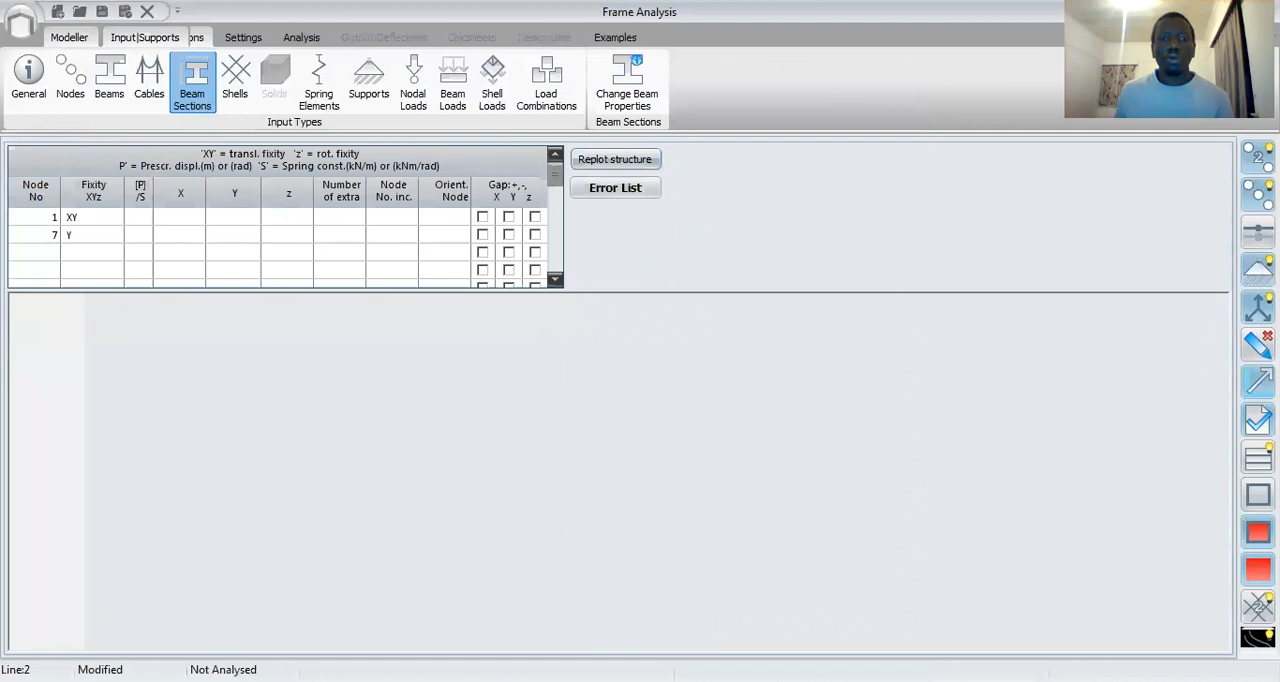 Frame Analysis
Modeller
Input|Supports
ons
Settings
Analysis
Examples
General
Nodes
Beams
Cables
Beam
Sections
Shells
Solids
Spring
Elements
Supports
Nodal
Loads
Beam
Loads
Shell
Loads
Load
Combinations
Change Beam
Properties
Input Types
Beam Sections
'XY' = transl. fixity 'z' = rot. fixity
P' = Prescr. displ.(m) or (rad) 'S' = Spring const.(kN/m) or (kNm/rad)
Node
No
Fixity
XYz
[P]
/S
X
Y
z
Number
of extra
Node
No. inc.
Orient.
Node
Gap:+,-,
X Y z
1 XY
7 Y
Replot structure
Error List
Line:2
Modified
Not Analysed